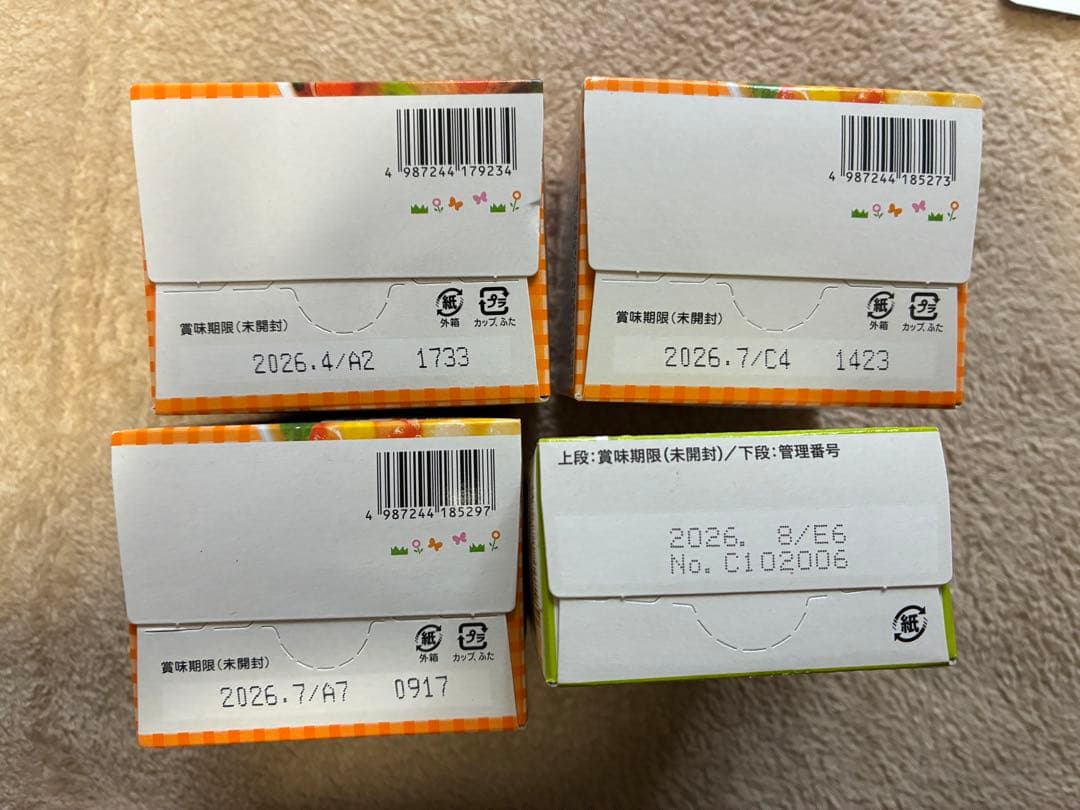 4 987244 179234
紙
プラ
外箱
カップ、ふた
賞味期限(未開封)
2026.4/A2 1733
4 987244 185273
紙
プラ
外箱
カップ、ふた
賞味期限(未開封)
2026.7/C4 1423
4 987244 185297
紙
プラ
外箱
カップ、ふた
賞味期限(未開封)
2026.7/A7 0917
上段:賞味期限(未開封)/下段:管理番号
2026. 8/E6
No. C102006
紙